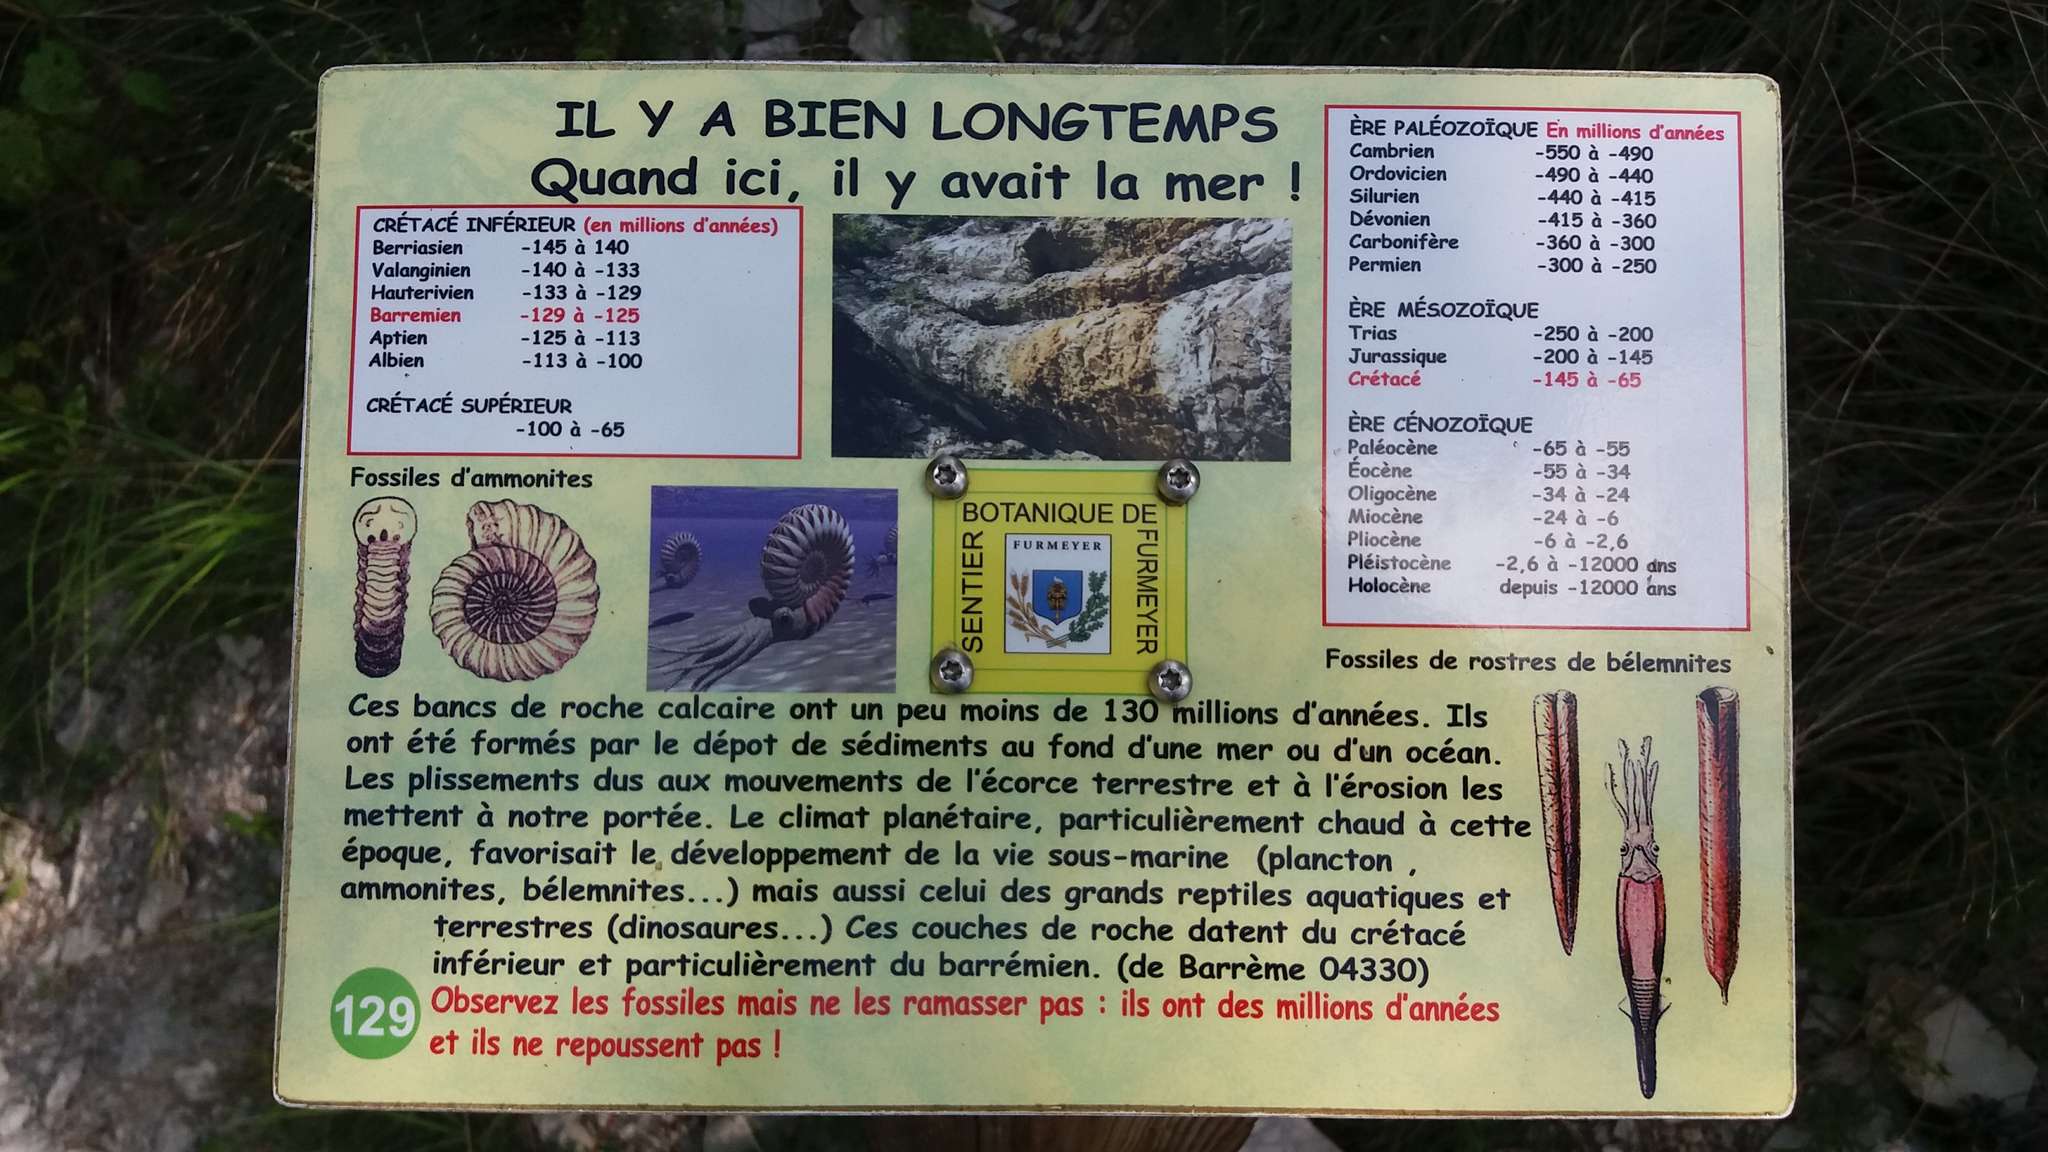 IL Y A BIEN LONGTEMPS
Quand ici, il y avait la mer !
CRÉTACÉ INFÉRIEUR (en millions d'années)
Berriasien -145 à 140
Valanginien -140 à -133
Hauterivien -133 à -129
Barremien -129 à -125
Aptien -125 à -113
Albien -113 à -100
CRÉTACÉ SUPÉRIEUR
-100 à -65
ÈRE PALÉOZOÏQUE En millions d'années
Cambrien -550 à -490
Ordovicien -490 à -440
Silurien -440 à -415
Dévonien -415 à -360
Carbonifère -360 à -300
Permien -300 à -250
ÈRE MÉSOZOÏQUE
Trias -250 à -200
Jurassique -200 à -145
Crétacé -145 à -65
ÈRE CÉNOZOÏQUE
Paléocène -65 à -55
Éocène -55 à -34
Oligocène -34 à -24
Miocène -24 à -6
Pliocène -6 à -2,6
Pléistocène -2,6 à -12000 ans
Holocène depuis -12000 ans
Fossiles d'ammonites
SENTIER
BOTANIQUE DE
FURMEYER
FURMEYER
Fossiles de rostres de bélemnites
Ces bancs de roche calcaire ont un peu moins de 130 millions d'années. Ils
ont été formés par le dépot de sédiments au fond d'une mer ou d'un océan.
Les plissements dus aux mouvements de l'écorce terrestre et à l'érosion les
mettent à notre portée. Le climat planétaire, particulièrement chaud à cette
époque, favorisait le développement de la vie sous-marine (plancton ,
ammonites, bélemnites...) mais aussi celui des grands reptiles aquatiques et
terrestres (dinosaures...) Ces couches de roche datent du crétacé
inférieur et particulièrement du barrémien. (de Barrème 04330)
129
Observez les fossiles mais ne les ramasser pas : ils ont des millions d'années
et ils ne repoussent pas !